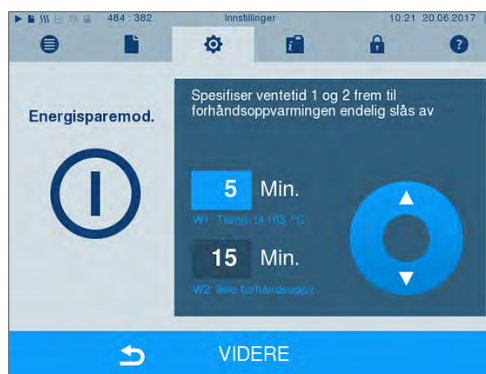 484 : 382 Innstillinger 10:21 20.06.2017
Energisparemod.
Spesifiser ventetid 1 og 2 frem til
forhåndsoppvarmingen endelig slås av
5 Min.
W1: Temp. til 103 °C
15 Min.
W2: Ikke forhåndsoppv.
VIDERE